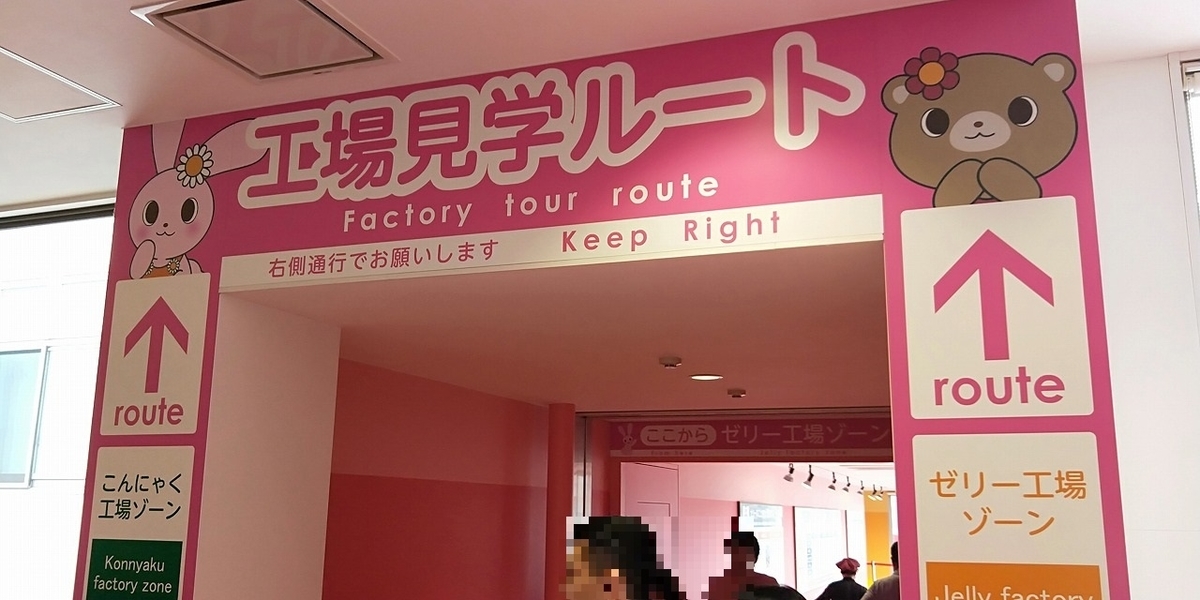 工場見学ルート
Factory tour route
右側通行でお願いします Keep Right
route
こんにゃく
工場ゾーン
Konnyaku
factory zone
route
ゼリー工場
ゾーン
Jelly factory
ここから ゼリー工場ゾーン